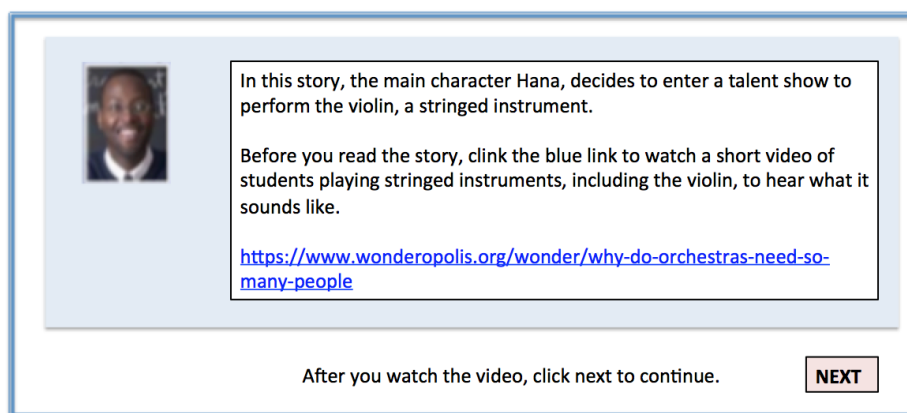 In this story, the main character Hana, decides to enter a talent show to
perform the violin, a stringed instrument.
Before you read the story, clink the blue link to watch a short video of
students playing stringed instruments, including the violin, to hear what it
sounds like.
https://www.wonderopolis.org/wonder/why-do-orchestras-need-so-
many-people
After you watch the video, click next to continue.
NEXT